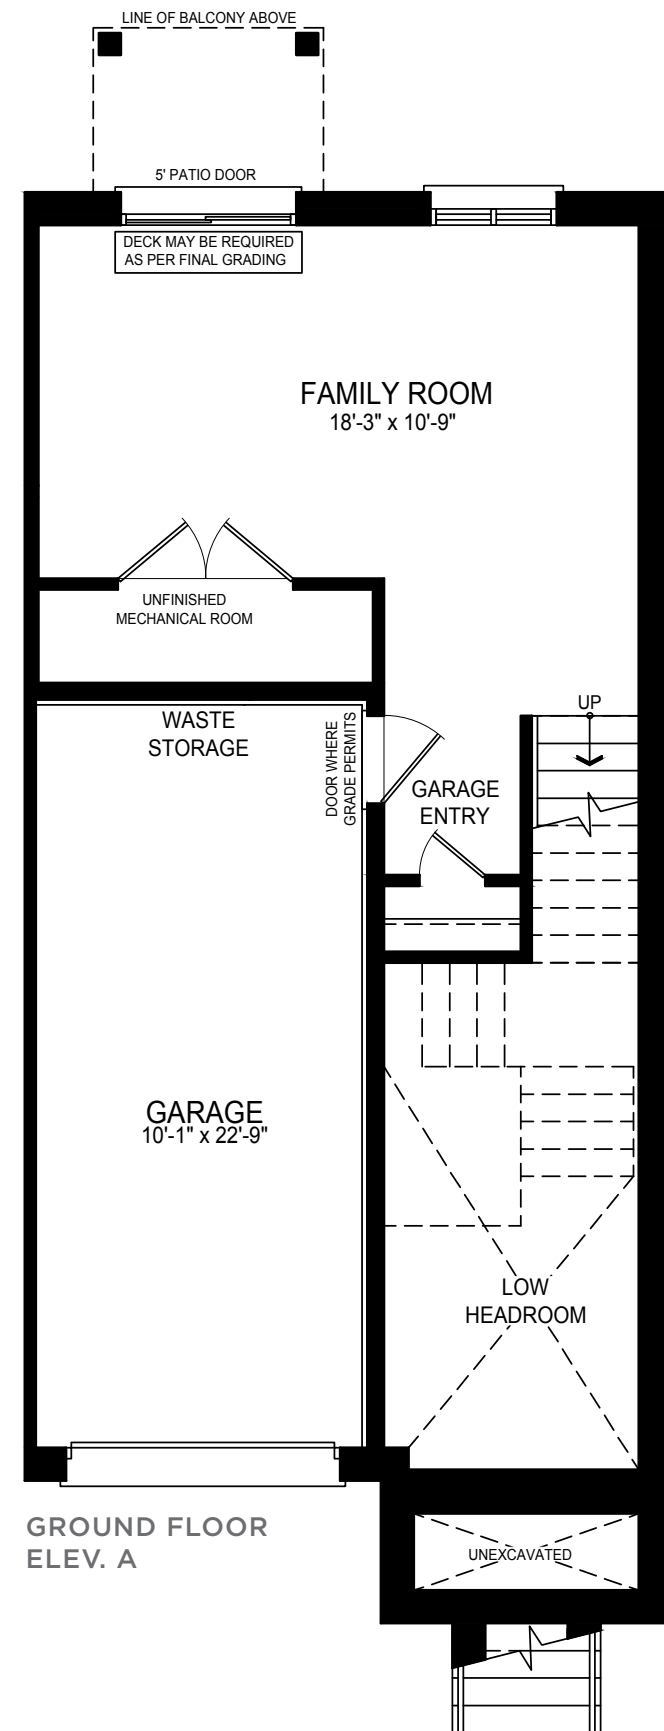 LINE OF BALCONY ABOVE
5' PATIO DOOR
DECK MAY BE REQUIRED
AS PER FINAL GRADING
FAMILY ROOM
18'-3" x 10'-9"
UNFINISHED
MECHANICAL ROOM
WASTE
STORAGE
DOOR WHERE
GRADE PERMITS
UP
GARAGE
ENTRY
GARAGE
10'-1" x 22'-9"
LOW
HEADROOM
GROUND FLOOR
ELEV. A
UNEXCAVATED